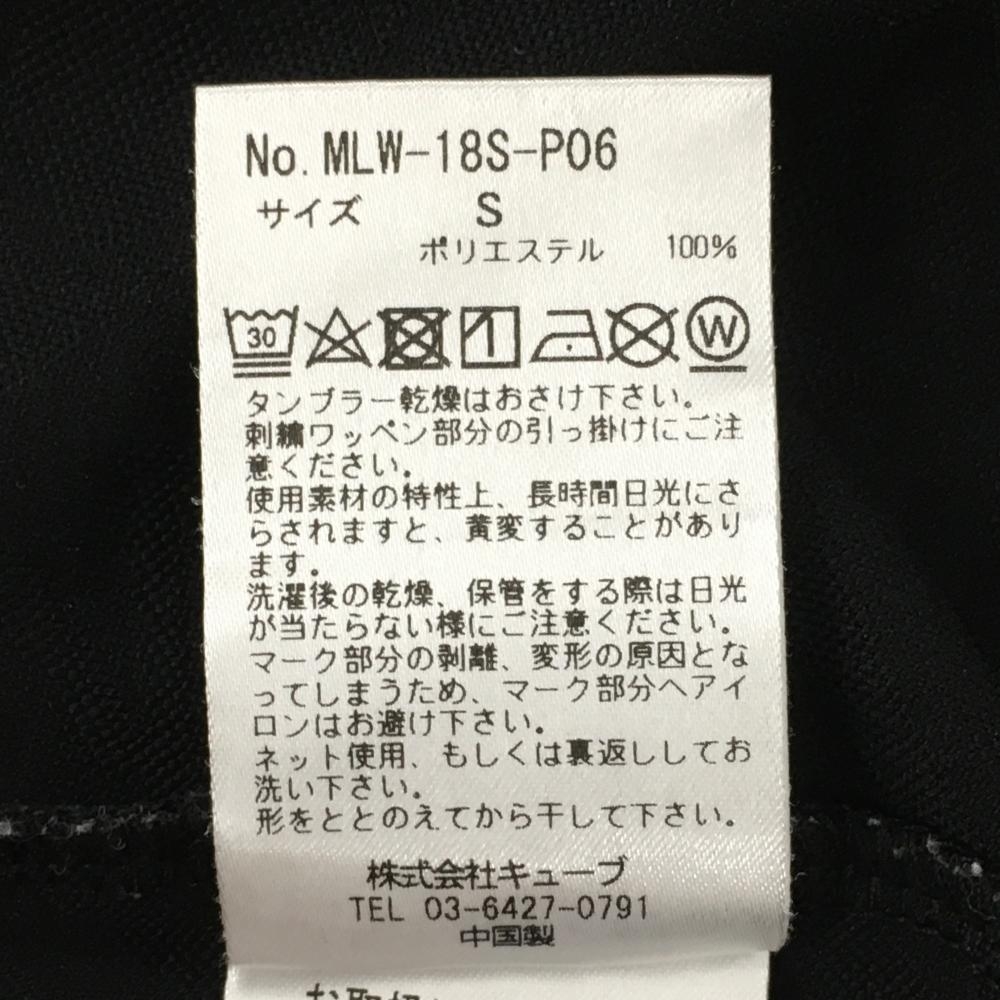 No. MLW-18S-P06
サイズ S
ポリエステル 100%
30 1 W
タンブラー乾燥はおさけ下さい。
刺繍ワッペン部分の引っ掛けにご注
意ください。
使用素材の特性上、長時間日光にさ
らされますと、黄変することがあり
ます。
洗濯後の乾燥、保管をする際は日光
が当たらない様にご注意ください。
マーク部分の剥離、変形の原因とな
ってしまうため、マーク部分へアイ
ロンはお避け下さい。
ネット使用、もしくは裏返ししてお
洗い下さい。
形をととのえてから干して下さい。
株式会社キューブ
TEL 03-6427-0791
中国製